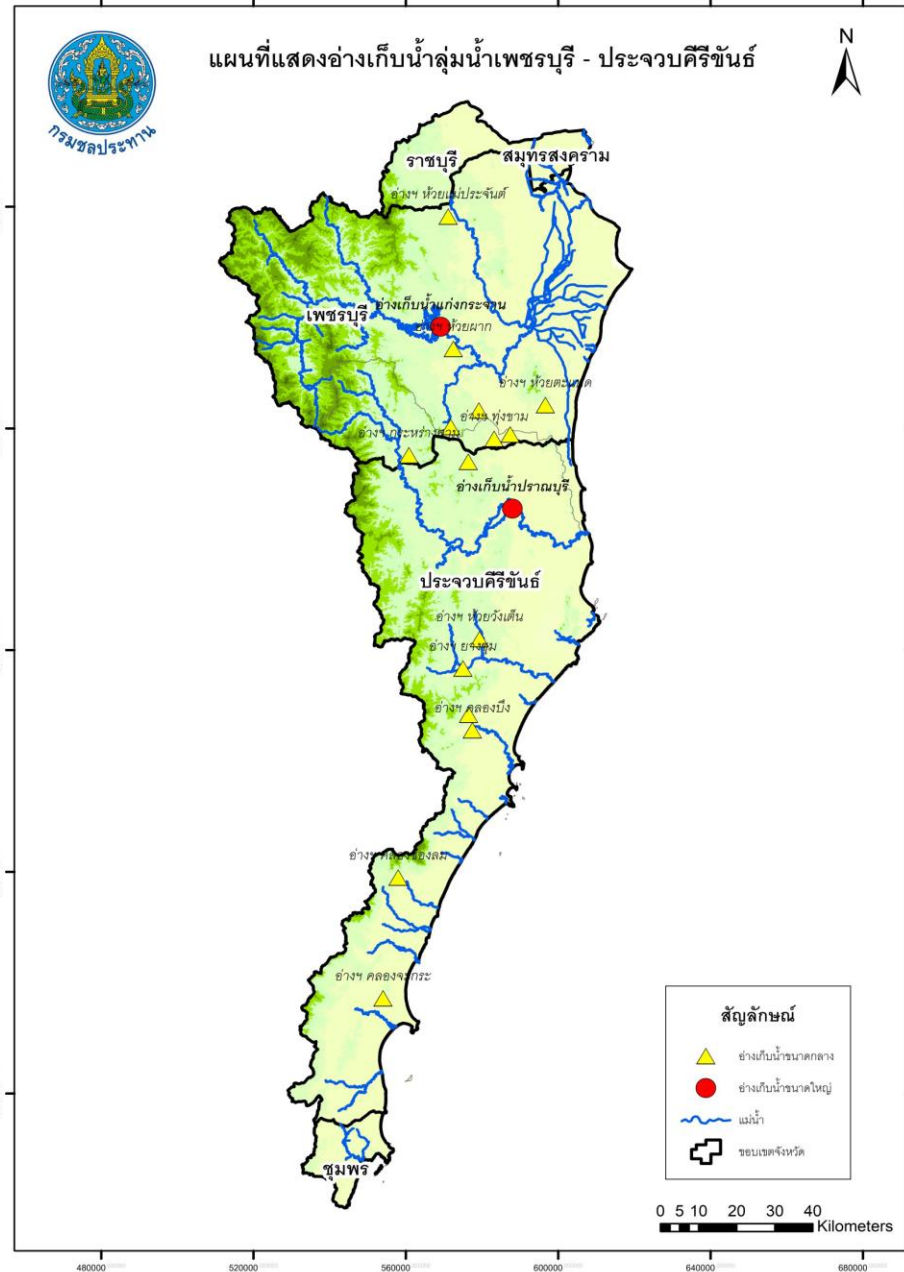 แผนที่แสดงอ่างเก็บน้ำลุ่มน้ำเพชรบุรี - ประจวบคีรีขันธ์
N
กรมชลประทาน
ราชบุรี
สมุทรสงคราม
อ่างฯ ห้วยแม่ประจันต์
อ่างเก็บน้ำแก่งกระจาน
เพชรบุรี
อ่างฯ ห้วยผาก
อ่างฯ ห้วยตะแปด
อ่างฯ ทุ่งขาม
อ่างฯ กระหร่างสาม
อ่างเก็บน้ำปราณบุรี
ประจวบคีรีขันธ์
อ่างฯ ห้วยวังเต็น
อ่างฯ ยางชุม
อ่างฯ คลองบึง
อ่างฯ คลองช่องลม
อ่างฯ คลองจะกระ
ชุมพร
สัญลักษณ์
อ่างเก็บน้ำขนาดกลาง
อ่างเก็บน้ำขนาดใหญ่
แม่น้ำ
ขอบเขตจังหวัด
0 5 10 20 30 40
Kilometers
480000 520000 560000 600000 640000 680000